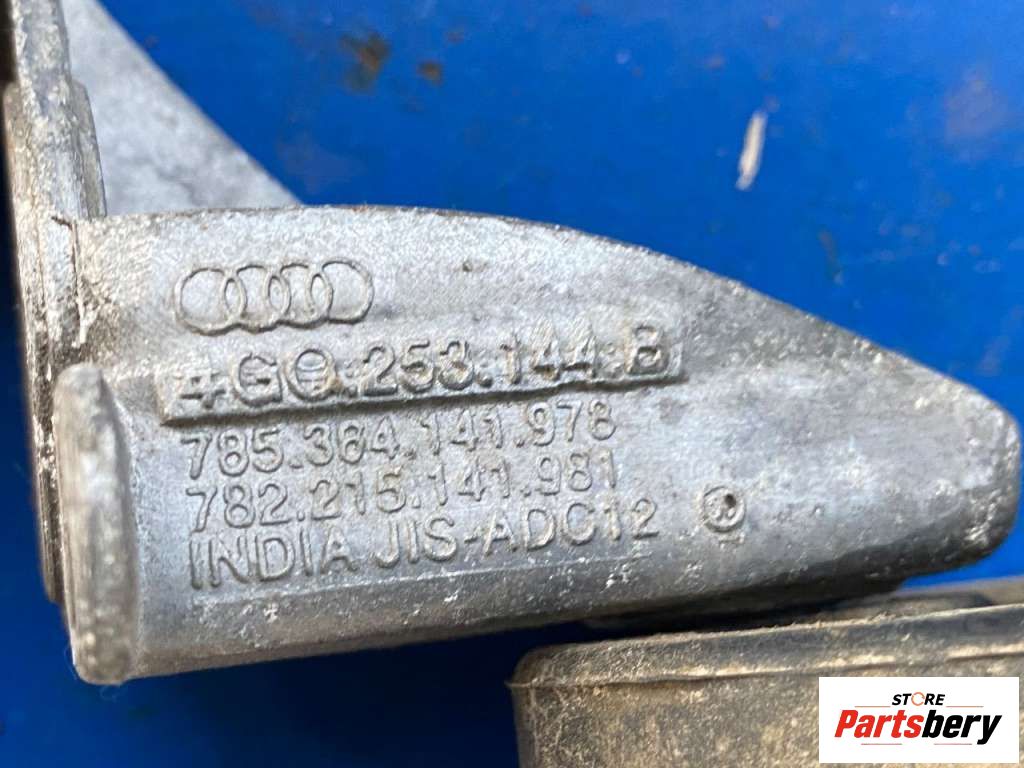 4G0.253.144.B
785.364.141.978
782.215.141.981
INDIA JIS-ADC12
STORE
Partsbery